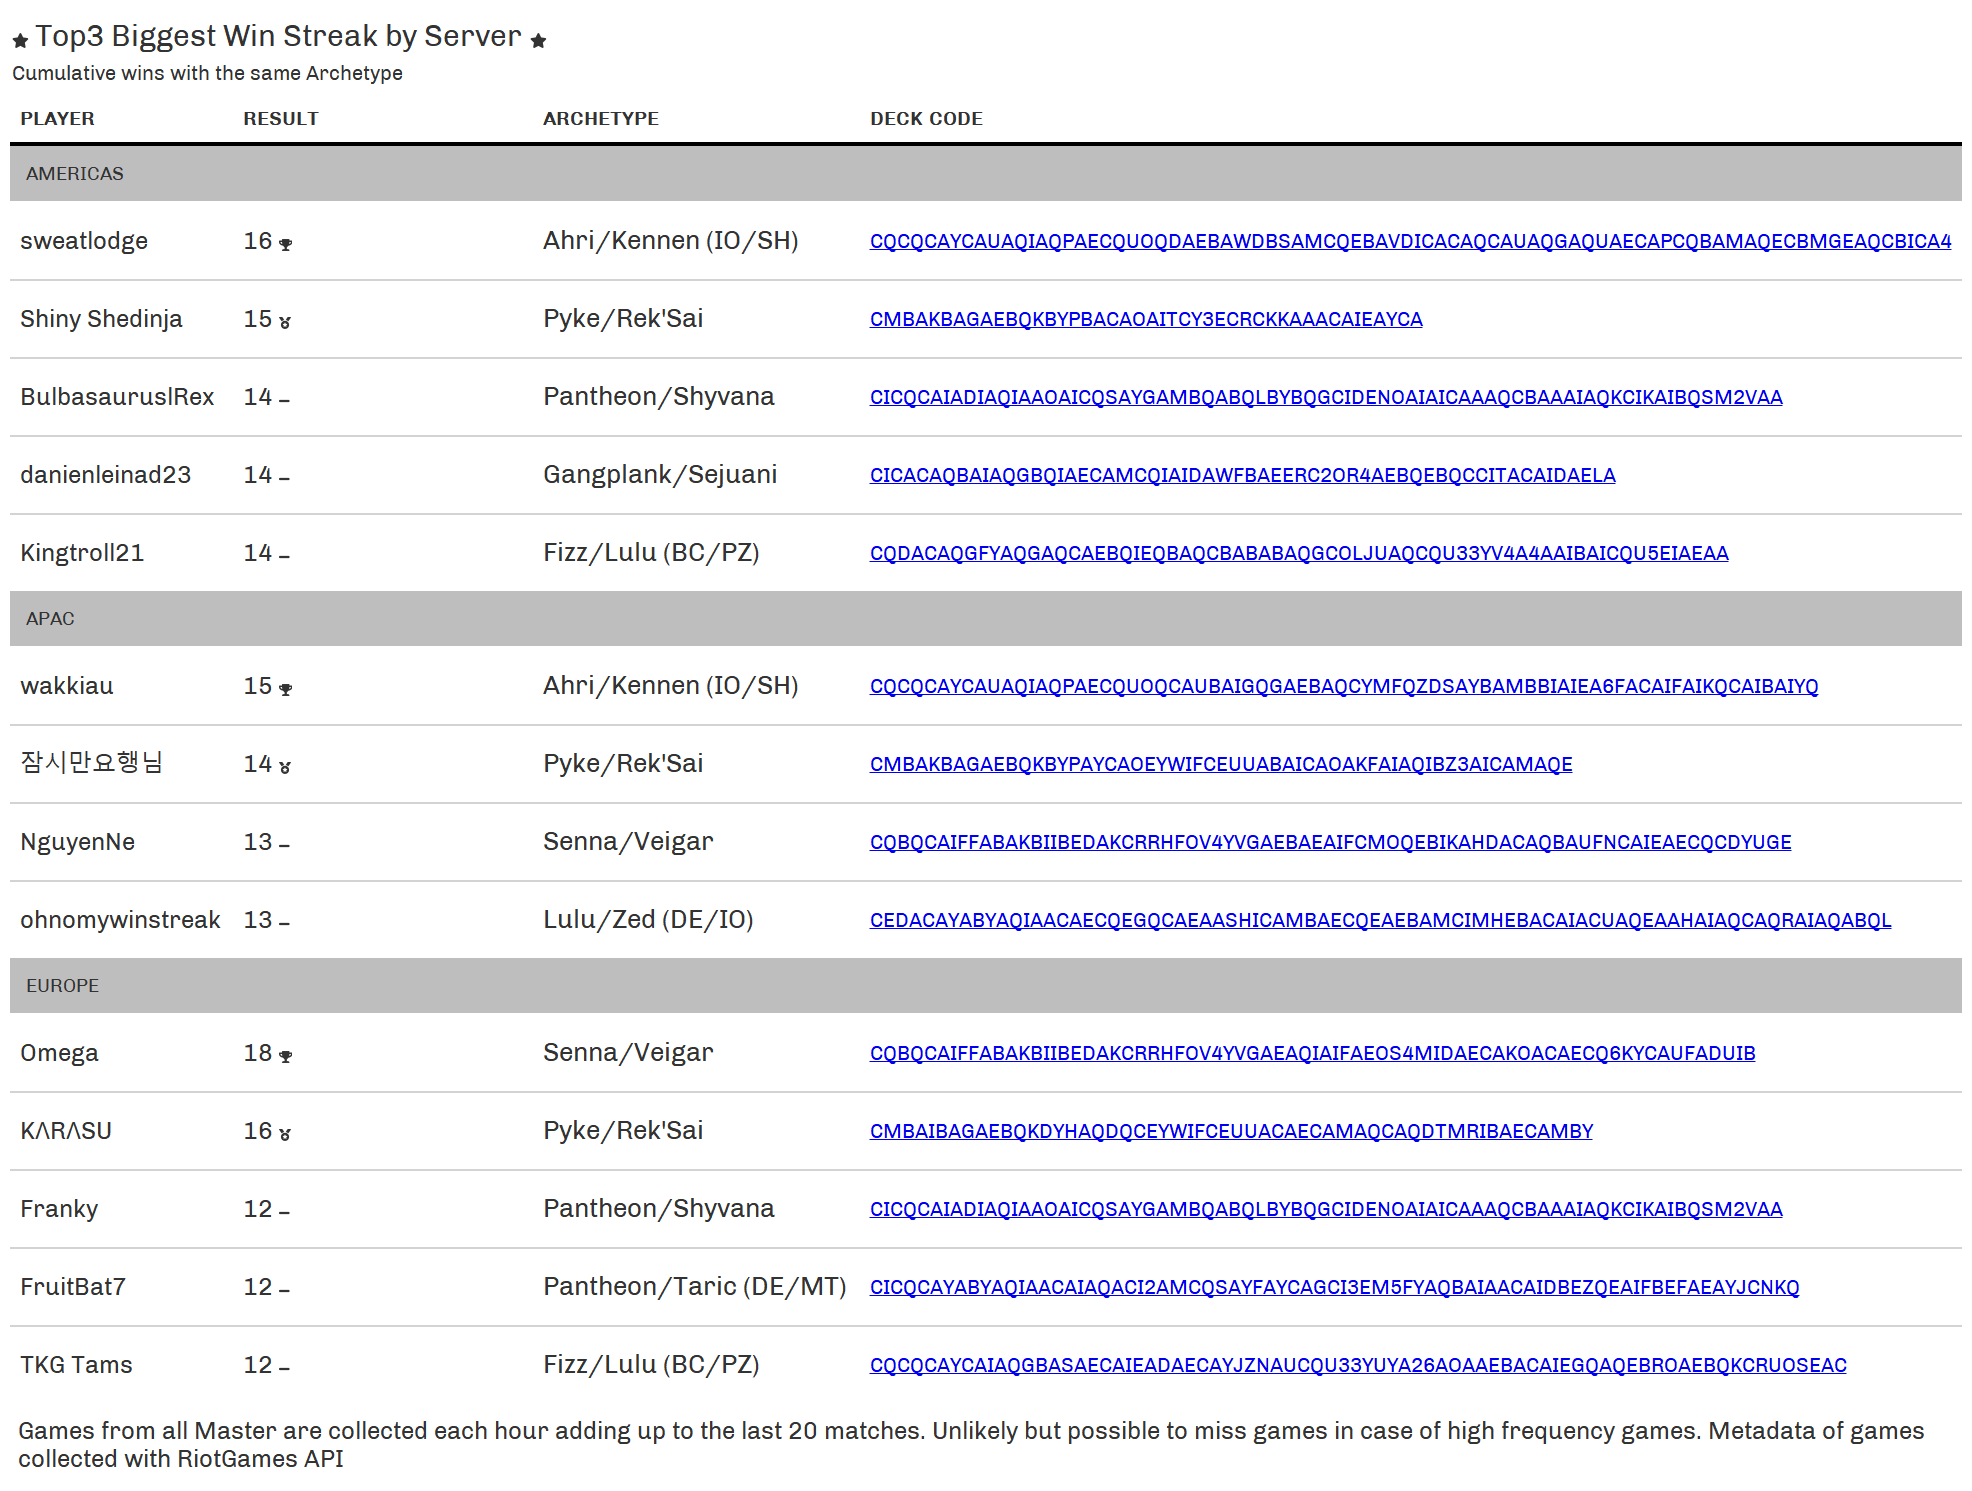 ★ Top3 Biggest Win Streak by Server ★
Cumulative wins with the same Archetype
PLAYER RESULT ARCHETYPE DECK CODE
AMERICAS
sweatlodge 16 Ahri/Kennen (IO/SH) CQCQCAYCAUAQIAQPAECQUOQDAEBAWDBSAMCQEBAVDICACAQCAUAQGAQUAECAPCQBAMAQECBMGEAQCBICA4
Shiny Shedinja 15 Pyke/Rek'Sai CMBAKBAGAEBQKBYPBACAOAITCY3ECRCKKAAACAIEAYCA
BulbasauruslRex 14 – Pantheon/Shyvana CICQCAIADIAQIAAOAICQSAYGAMBQABQLBYBQGCIDENOAIAICAAAQCBAAAIAQKCIKAIBQSM2VAA
danienleinad23 14 – Gangplank/Sejuani CICACAQBAIAQGBQIAECAMCQIAIDAWFBAEERC2OR4AEBQEBQCCITACAIDAELA
Kingtroll21 14 – Fizz/Lulu (BC/PZ) CQDACAQGFYAQGAQCAEBQIEQBAQCBABABAQGCOLJUAQCQU33YV4A4AAIBAICQU5EIAEAA
APAC
wakkiau 15 Ahri/Kennen (IO/SH) CQCQCAYCAUAQIAQPAECQUOQCAUBAIGQGAEBAQCYMFQZDSAYBAMBBIAIEA6FACAIFAIKQCAIBAIYQ
잠시만요행님 14 Pyke/Rek'Sai CMBAKBAGAEBQKBYPAYCAOEYWIFCEUUABAICAOAKFAIAQIBZ3AICAMAQE
NguyenNe 13 – Senna/Veigar CQBQCAIFFABAKBIIBEDAKCRRHFOV4YVGAEBAEAIFCMOQEBIKAHDACAQBAUFNCAIEAECQCDYUGE
ohnomywinstreak 13 – Lulu/Zed (DE/IO) CEDACAYABYAQIAACAECQEGQCAEAASHICAMBAECQEAEBAMCIMHEBACAIACUAQEAAHAIAQCAQRAIAQABQL
EUROPE
Omega 18 Senna/Veigar CQBQCAIFFABAKBIIBEDAKCRRHFOV4YVGAEAQIAIFAEOS4MIDAECAKOACAECQ6KYCAUFADUIB
KΛRΛSU 16 Pyke/Rek'Sai CMBAIBAGAEBQKDYHAQDQCEYWIFCEUUACAECAMAQCAQDTMRIBAECAMBY
Franky 12 – Pantheon/Shyvana CICQCAIADIAQIAAOAICQSAYGAMBQABQLBYBQGCIDENOAIAICAAAQCBAAAIAQKCIKAIBQSM2VAA
FruitBat7 12 – Pantheon/Taric (DE/MT) CICQCAYABYAQIAACAIAQACI2AMCQSAYFAYCAGCI3EM5FYAQBAIAACAIDBEZQEAIFBEFAEAYJCNKQ
TKG Tams 12 – Fizz/Lulu (BC/PZ) CQCQCAYCAIAQGBASAECAIEADAECAYJZNAUCQU33YUYA26AOAAEBACAIEGQAQEBROAEBQKCRUOSEAC
Games from all Master are collected each hour adding up to the last 20 matches. Unlikely but possible to miss games in case of high frequency games. Metadata of games
collected with RiotGames API